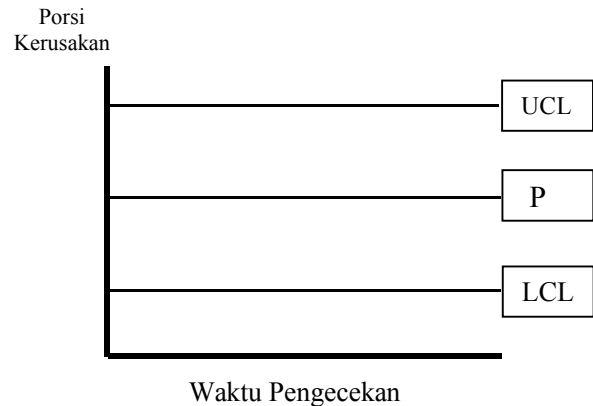 Porsi
Kerusakan
UCL
P
LCL
Waktu Pengecekan